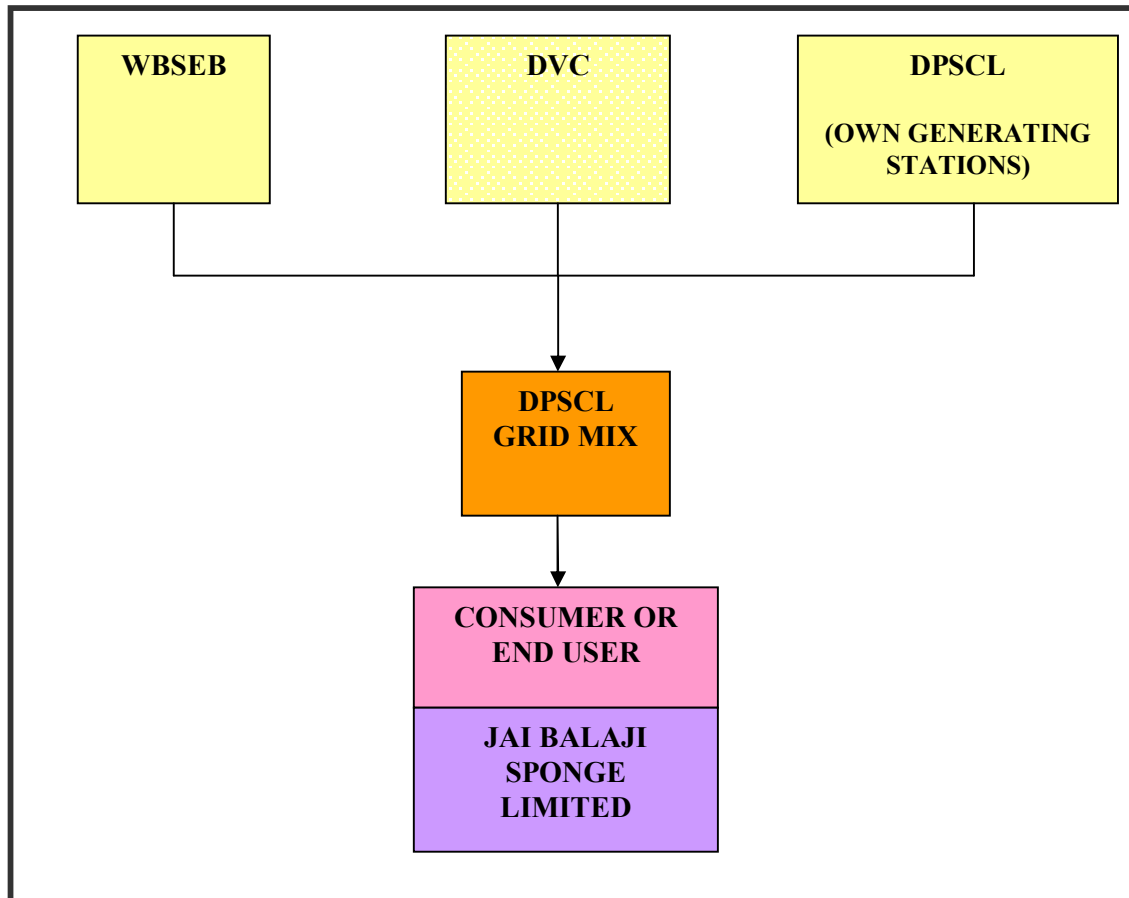 WBSEB
DVC
DPSCL
(OWN GENERATING
STATIONS)
DPSCL
GRID MIX
CONSUMER OR
END USER
JAI BALAJI
SPONGE
LIMITED